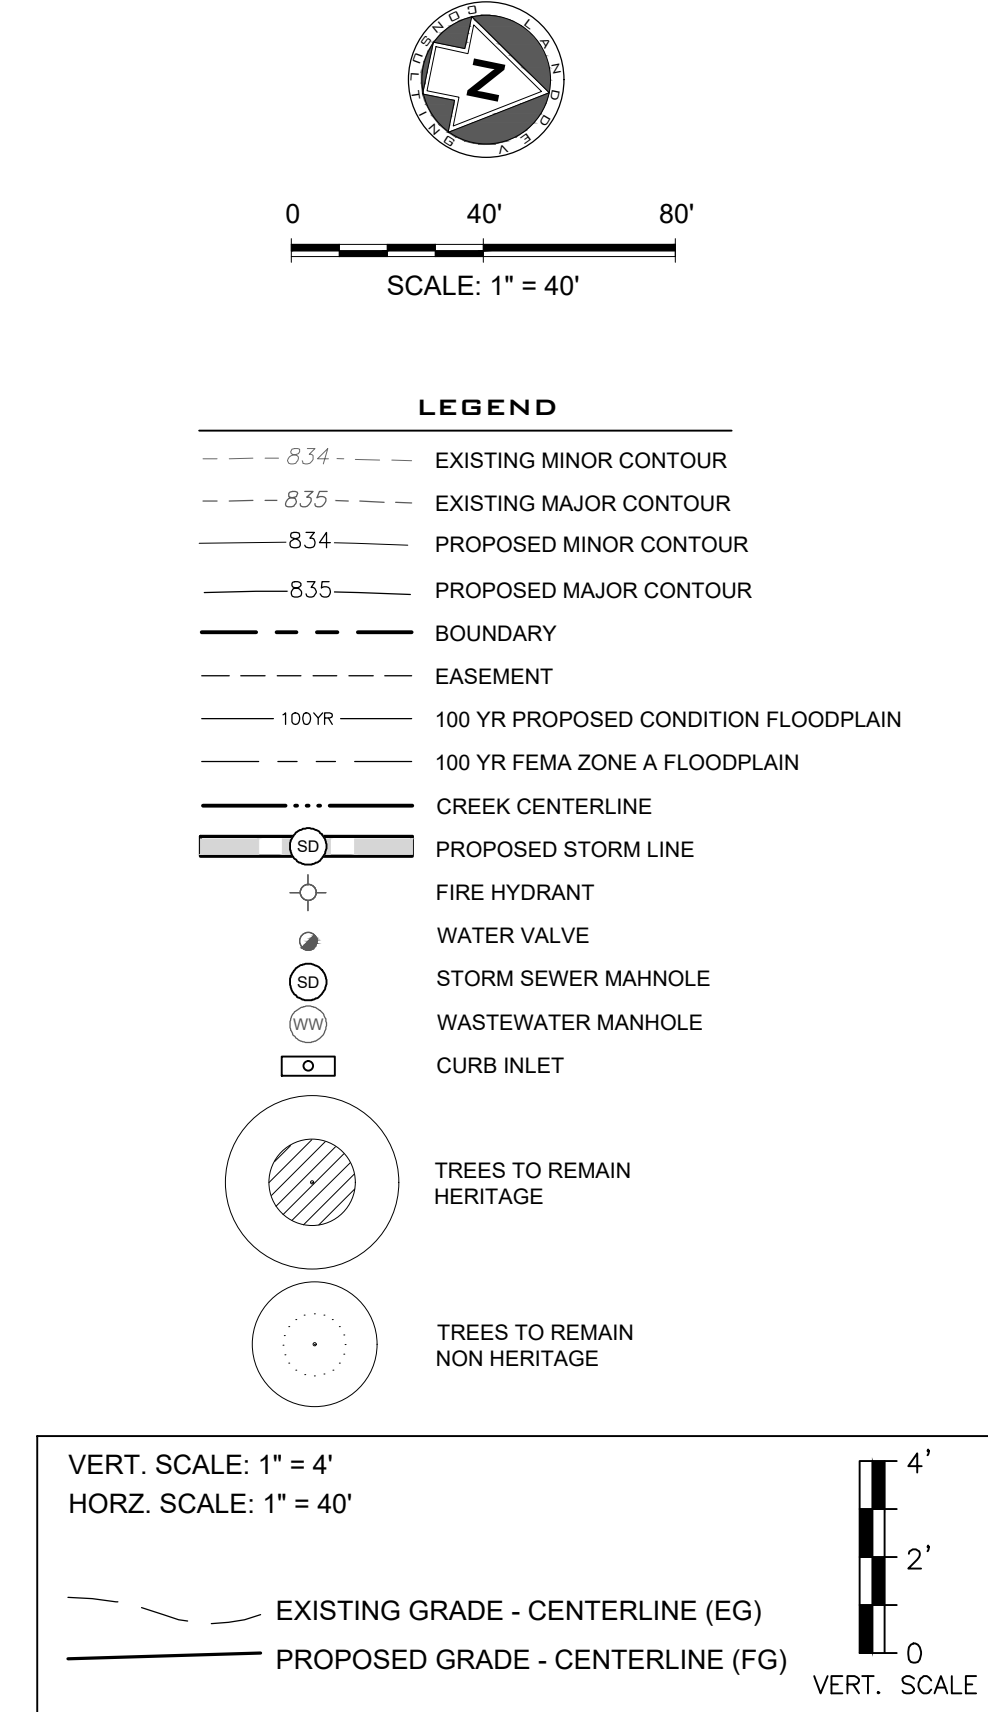 LAND DEV CONSULTING
N
0 40' 80'
SCALE: 1" = 40'
LEGEND
834 EXISTING MINOR CONTOUR
835 EXISTING MAJOR CONTOUR
834 PROPOSED MINOR CONTOUR
835 PROPOSED MAJOR CONTOUR
BOUNDARY
EASEMENT
100YR 100 YR PROPOSED CONDITION FLOODPLAIN
100 YR FEMA ZONE A FLOODPLAIN
CREEK CENTERLINE
SD PROPOSED STORM LINE
FIRE HYDRANT
WATER VALVE
SD STORM SEWER MAHNOLE
WW WASTEWATER MANHOLE
CURB INLET
TREES TO REMAIN
HERITAGE
TREES TO REMAIN
NON HERITAGE
VERT. SCALE: 1" = 4'
HORZ. SCALE: 1" = 40'
EXISTING GRADE - CENTERLINE (EG)
PROPOSED GRADE - CENTERLINE (FG)
4'
2'
0
VERT. SCALE